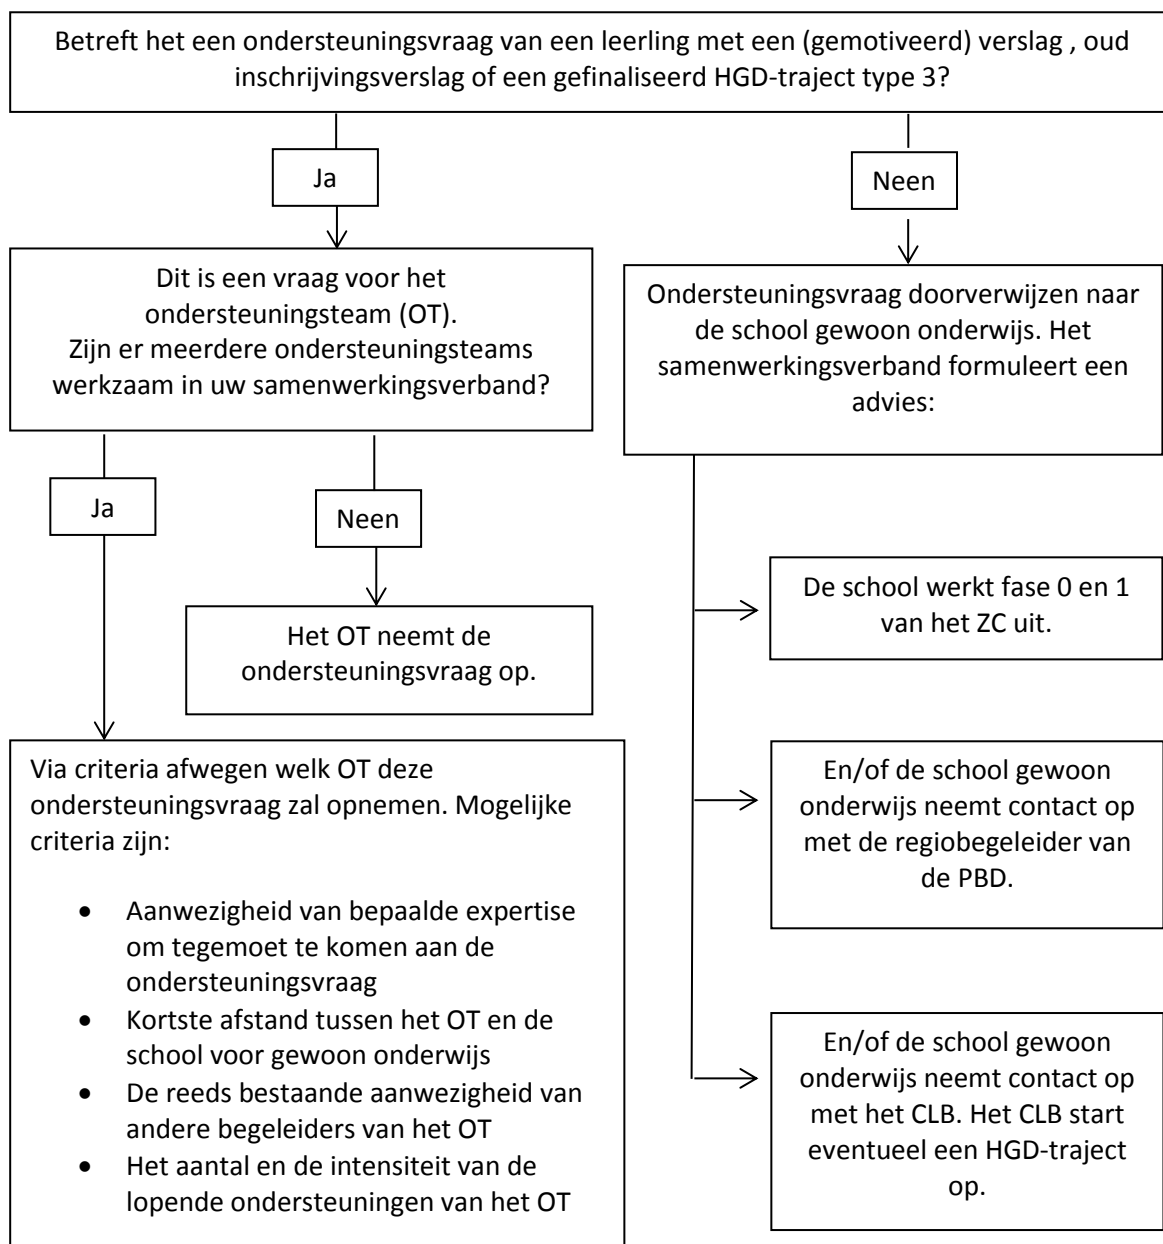 Betreft het een ondersteuningsvraag van een leerling met een (gemotiveerd) verslag , oud
inschrijvingsverslag of een gefinaliseerd HGD-traject type 3?
Ja
Neen
Dit is een vraag voor het
ondersteuningsteam (OT).
Zijn er meerdere ondersteuningsteams
werkzaam in uw samenwerkingsverband?
Ondersteuningsvraag doorverwijzen naar
de school gewoon onderwijs. Het
samenwerkingsverband formuleert een
advies:
Ja
Neen
Het OT neemt de
ondersteuningsvraag op.
De school werkt fase 0 en 1
van het ZC uit.
Via criteria afwegen welk OT deze
ondersteuningsvraag zal opnemen. Mogelijke
criteria zijn:
• Aanwezigheid van bepaalde expertise
om tegemoet te komen aan de
ondersteuningsvraag
• Kortste afstand tussen het OT en de
school voor gewoon onderwijs
• De reeds bestaande aanwezigheid van
andere begeleiders van het OT
• Het aantal en de intensiteit van de
lopende ondersteuningen van het OT
En/of de school gewoon
onderwijs neemt contact op
met de regiobegeleider van
de PBD.
En/of de school gewoon
onderwijs neemt contact op
met het CLB. Het CLB start
eventueel een HGD-traject
op.